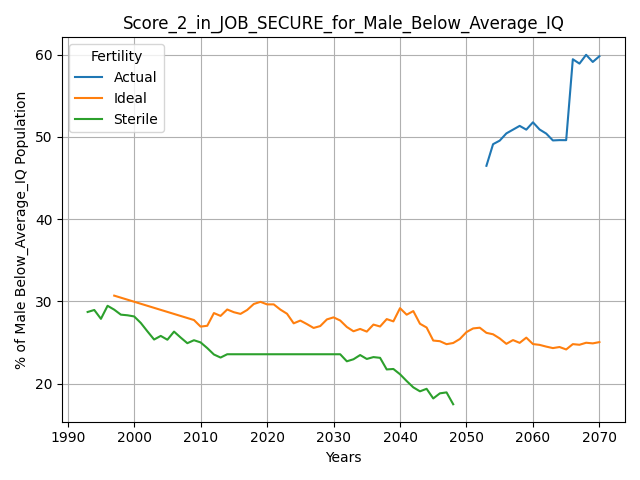 Score_2_in_JOB_SECURE_for_Male_Below_Average_IQ
% of Male Below_Average_IQ Population
60
50
40
30
20
Fertility
Actual
Ideal
Sterile
1990 2000 2010 2020 2030 2040 2050 2060 2070
Years